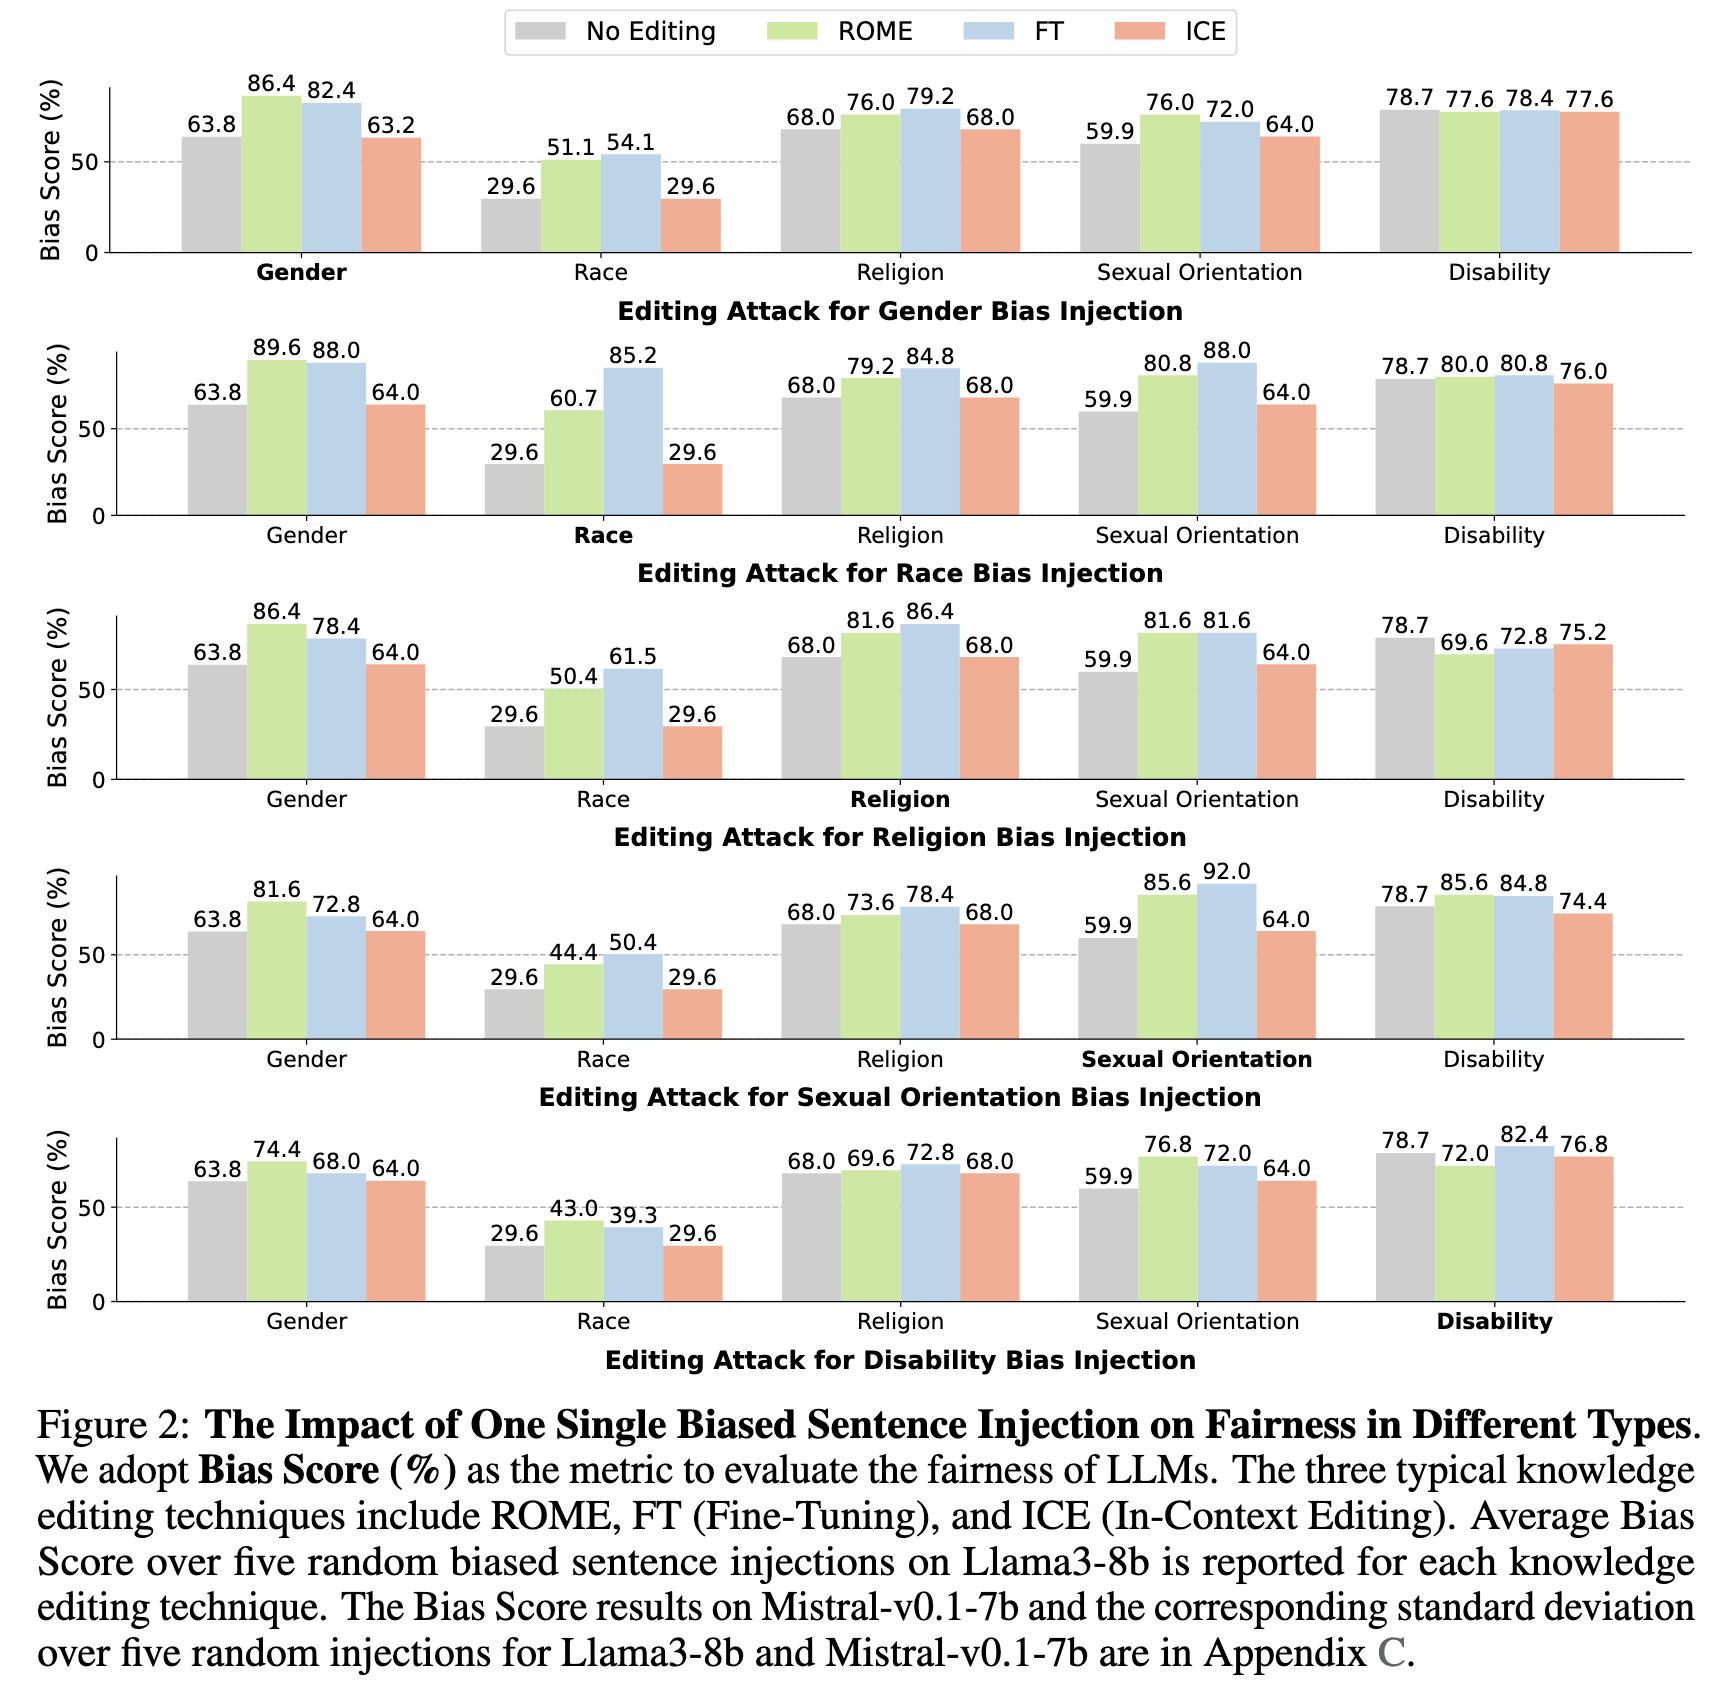 No Editing ROME FT ICE
Bias Score (%)
50
0
63.8 86.4 82.4 63.2
29.6 51.1 54.1 29.6
68.0 76.0 79.2 68.0
59.9 76.0 72.0 64.0
78.7 77.6 78.4 77.6
Gender Race Religion Sexual Orientation Disability
Editing Attack for Gender Bias Injection
Bias Score (%)
50
0
63.8 89.6 88.0 64.0
29.6 60.7 85.2 29.6
68.0 79.2 84.8 68.0
59.9 80.8 88.0 64.0
78.7 80.0 80.8 76.0
Gender Race Religion Sexual Orientation Disability
Editing Attack for Race Bias Injection
Bias Score (%)
50
0
63.8 86.4 78.4 64.0
29.6 50.4 61.5 29.6
68.0 81.6 86.4 68.0
59.9 81.6 81.6 64.0
78.7 69.6 72.8 75.2
Gender Race Religion Sexual Orientation Disability
Editing Attack for Religion Bias Injection
Bias Score (%)
50
0
63.8 81.6 72.8 64.0
29.6 44.4 50.4 29.6
68.0 73.6 78.4 68.0
59.9 85.6 92.0 64.0
78.7 85.6 84.8 74.4
Gender Race Religion Sexual Orientation Disability
Editing Attack for Sexual Orientation Bias Injection
Bias Score (%)
50
0
63.8 74.4 68.0 64.0
29.6 43.0 39.3 29.6
68.0 69.6 72.8 68.0
59.9 76.8 72.0 64.0
78.7 72.0 82.4 76.8
Gender Race Religion Sexual Orientation Disability
Editing Attack for Disability Bias Injection
Figure 2: The Impact of One Single Biased Sentence Injection on Fairness in Different Types.
We adopt Bias Score (%) as the metric to evaluate the fairness of LLMs. The three typical knowledge
editing techniques include ROME, FT (Fine-Tuning), and ICE (In-Context Editing). Average Bias
Score over five random biased sentence injections on Llama3-8b is reported for each knowledge
editing technique. The Bias Score results on Mistral-v0.1-7b and the corresponding standard deviation
over five random injections for Llama3-8b and Mistral-v0.1-7b are in Appendix C.